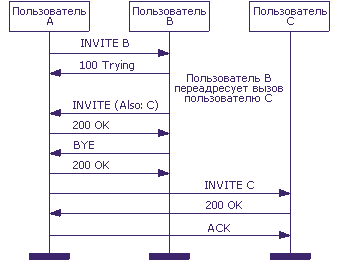 Пользователь
A
Пользователь
B
Пользователь
C
INVITE B
100 Trying
Пользователь B
переадресует вызов
пользователю C
INVITE (Also: C)
200 OK
BYE
200 OK
INVITE C
200 OK
ACK